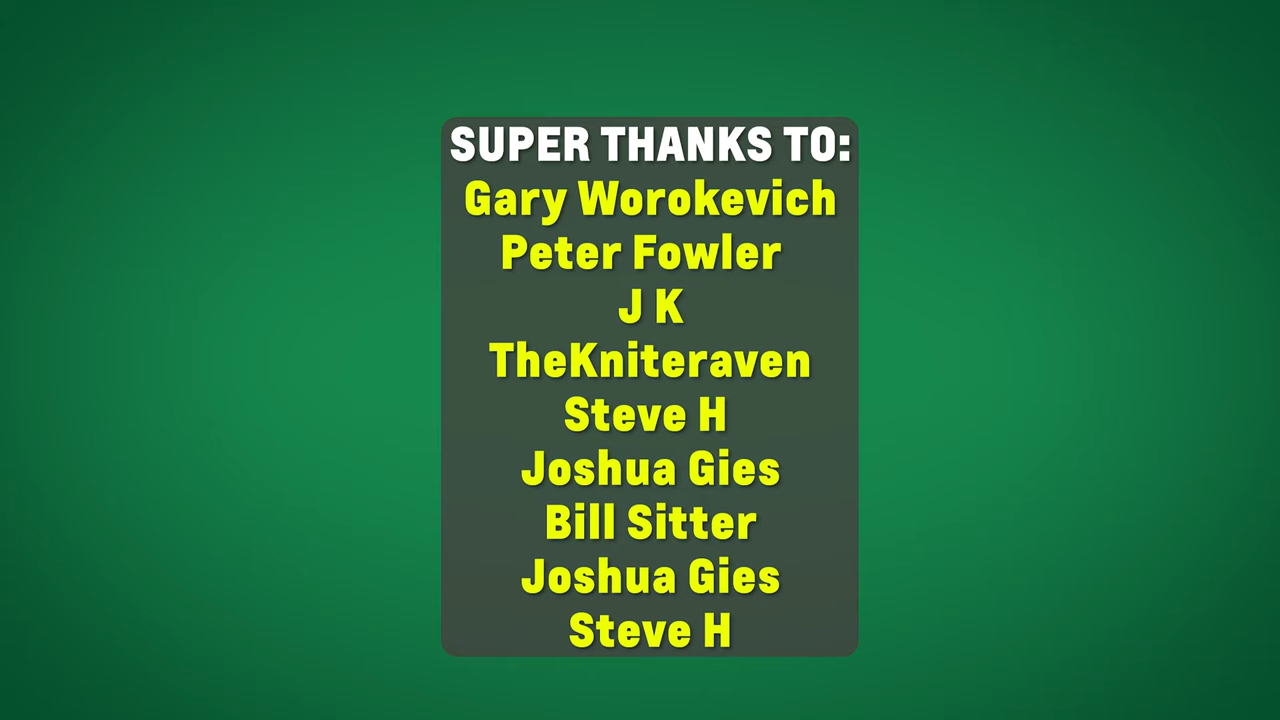 SUPER THANKS TO:
Gary Worokevich
Peter Fowler
J K
TheKniteraven
Steve H
Joshua Gies
Bill Sitter
Joshua Gies
Steve H